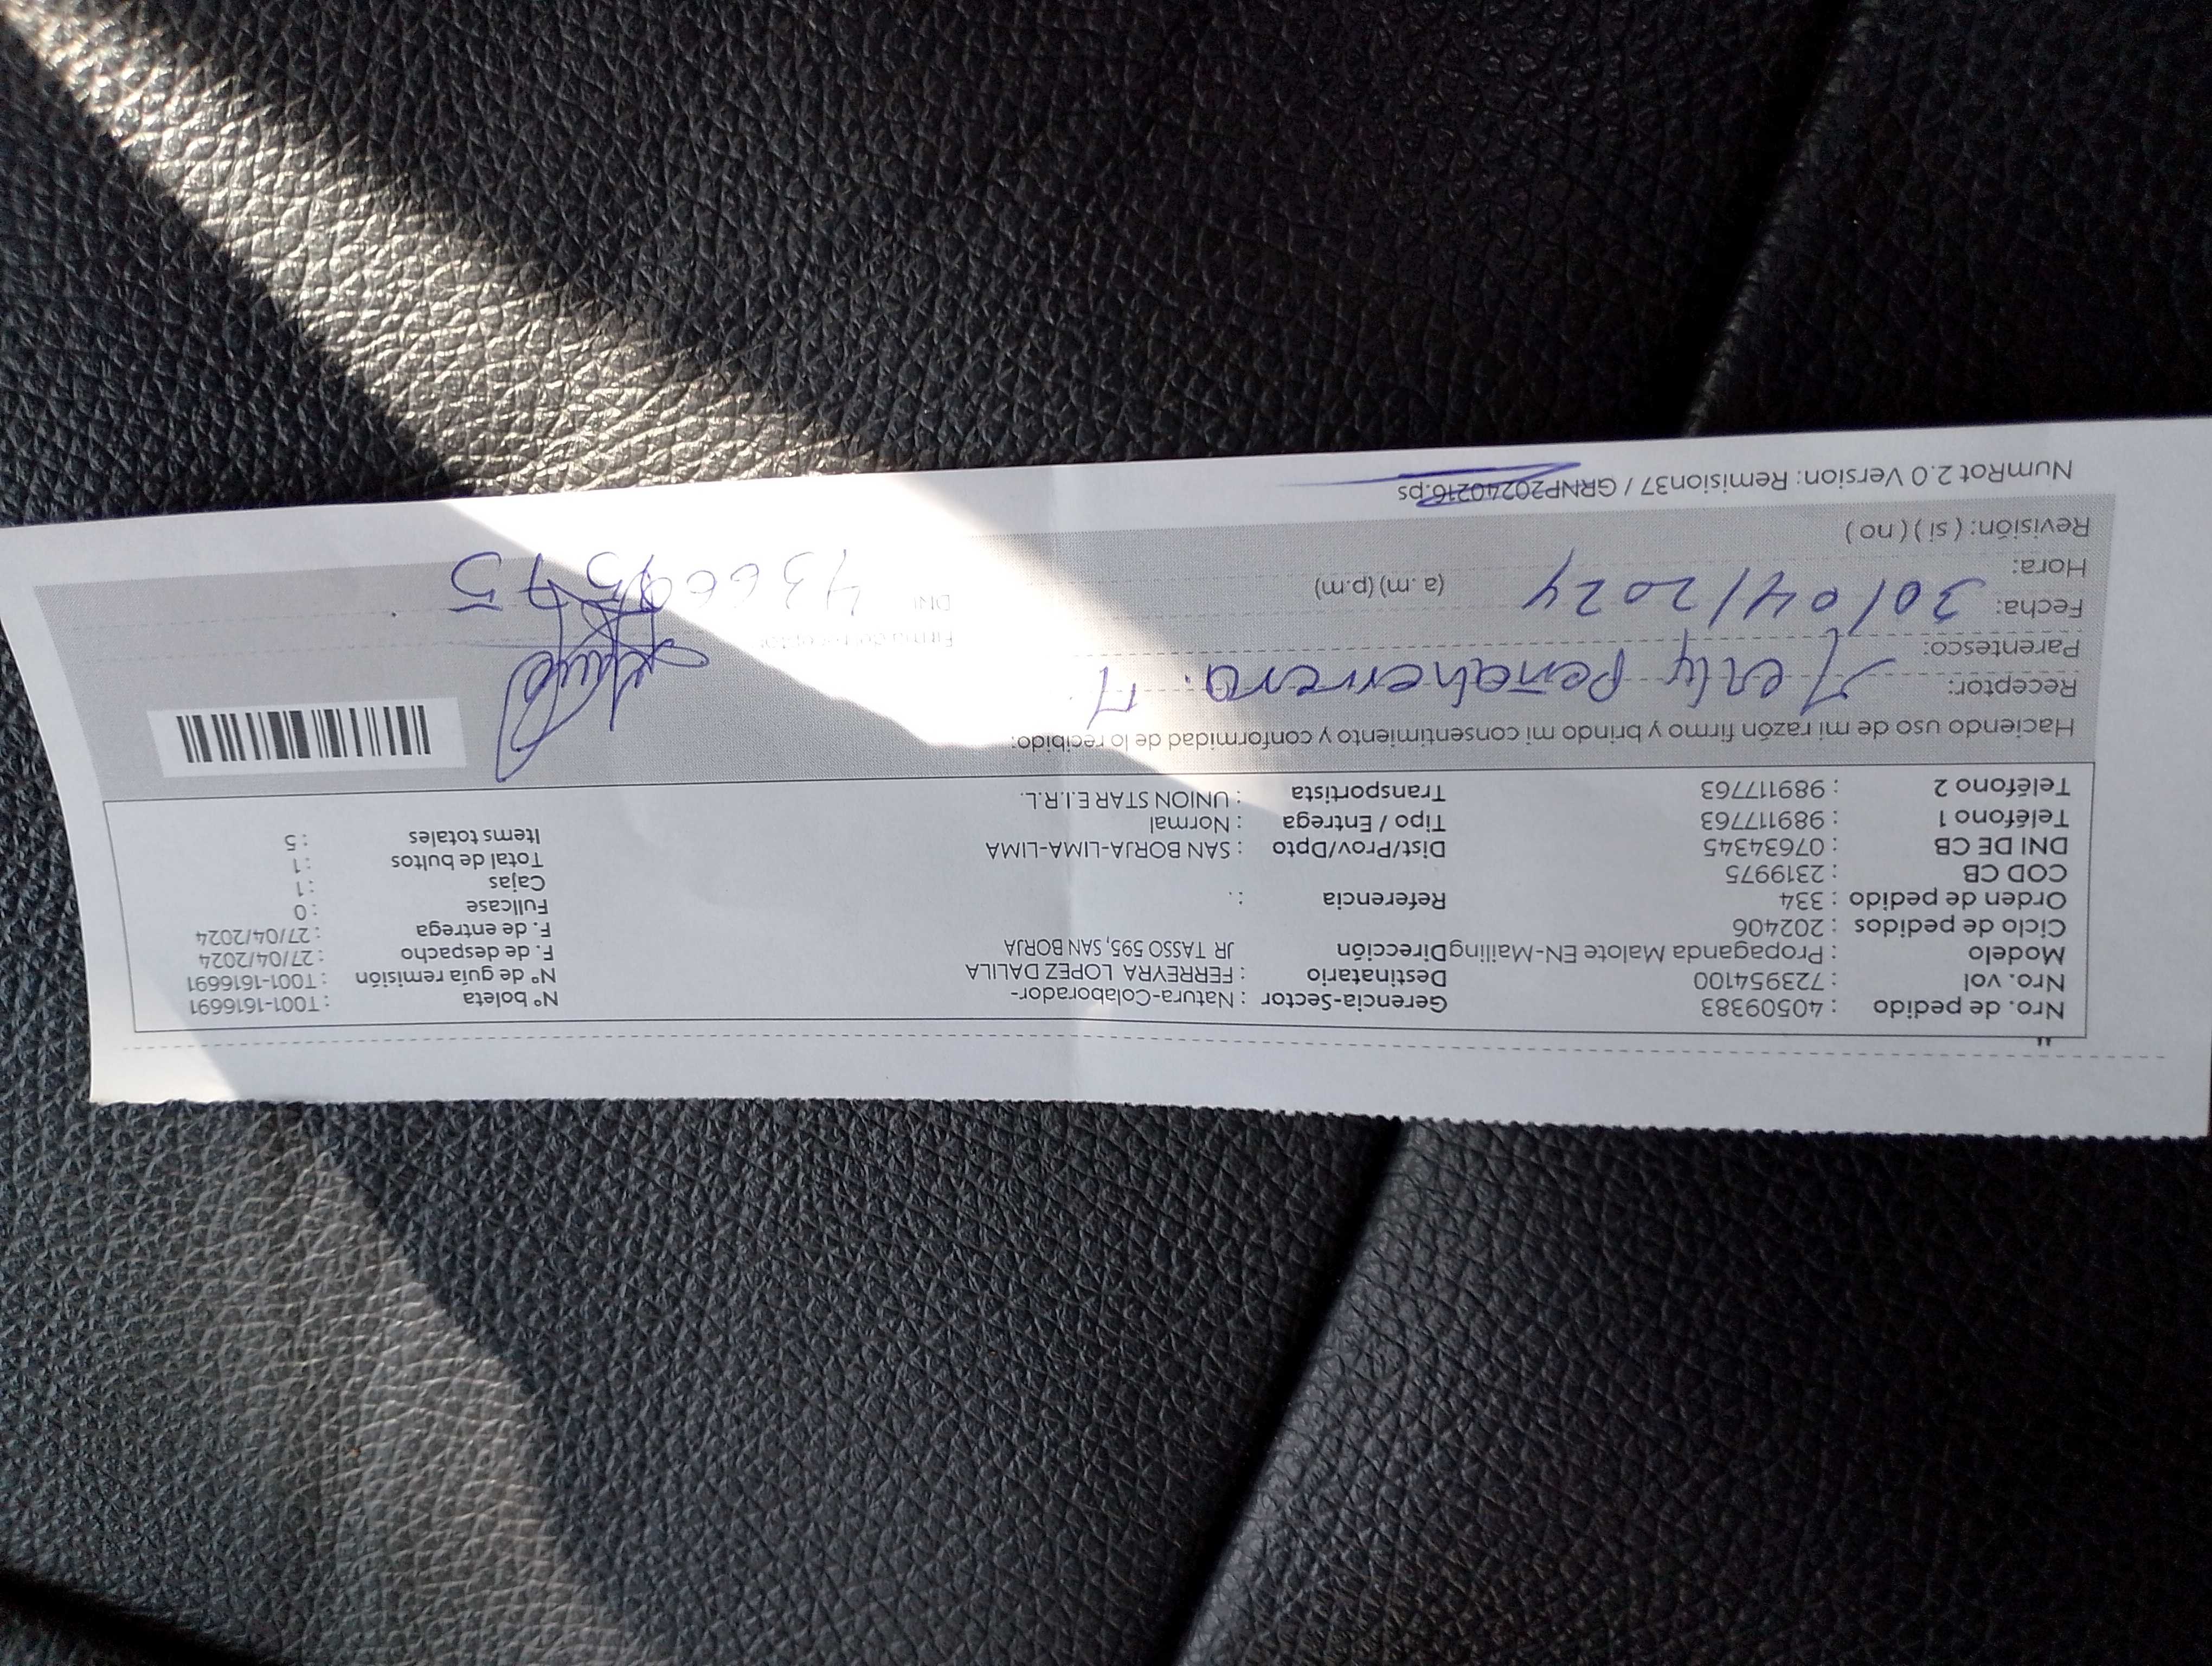 Nro. de pedido : 40509383 Gerencia-Sector : Natura-Colaborador- N° boleta : T001-1616691
Nro. vol : 723954100 Destinatario : FERREYRA LOPEZ DALILA N° de guía remisión : T001-1616691
Modelo : Propaganda Malote EN-Mailing Dirección JR TASSO 595, SAN BORJA F. de despacho : 27/04/2024
Ciclo de pedidos : 202406 F. de entrega : 27/04/2024
Orden de pedido : 334 Referencia : . Fullcase : 0
COD CB : 2319975 Cajas : 1
DNI DE CB : 07634345 Dist/Prov/Dpto : SAN BORJA-LIMA-LIMA Total de bultos : 1
Teléfono 1 : 989117763 Tipo / Entrega : Normal Items totales : 5
Teléfono 2 : 989117763 Transportista : UNION STAR E.I.R.L.
Haciendo uso de mi razón firmo y brindo mi consentimiento y conformidad de lo recibido:
Receptor: Peñaherrera. M.
Parentesco: Firma de receptor
Fecha: 30/04/2024 DNI
Hora: (a. m) (p.m)
Revisión: ( si ) ( no )
NumRot 2.0 Version: Remision37 / GRNP20240216.ps